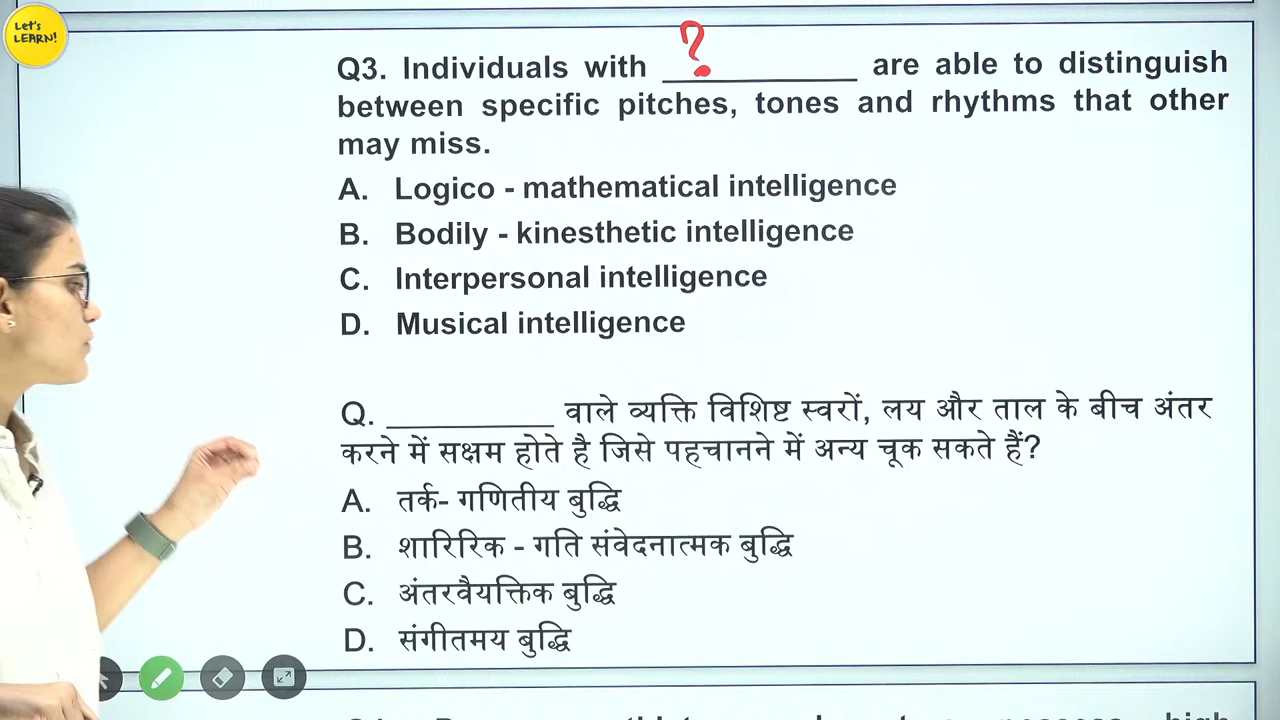 Let's
LEARN!
?
Q3. Individuals with __________ are able to distinguish
between specific pitches, tones and rhythms that other
may miss.
A. Logico - mathematical intelligence
B. Bodily - kinesthetic intelligence
C. Interpersonal intelligence
D. Musical intelligence
Q. __________ वाले व्यक्ति विशिष्ट स्वरों, लय और ताल के बीच अंतर
करने में सक्षम होते है जिसे पहचानने में अन्य चूक सकते हैं?
A. तर्क- गणितीय बुद्धि
B. शारिरिक - गति संवेदनात्मक बुद्धि
C. अंतरवैयक्तिक बुद्धि
D. संगीतमय बुद्धि